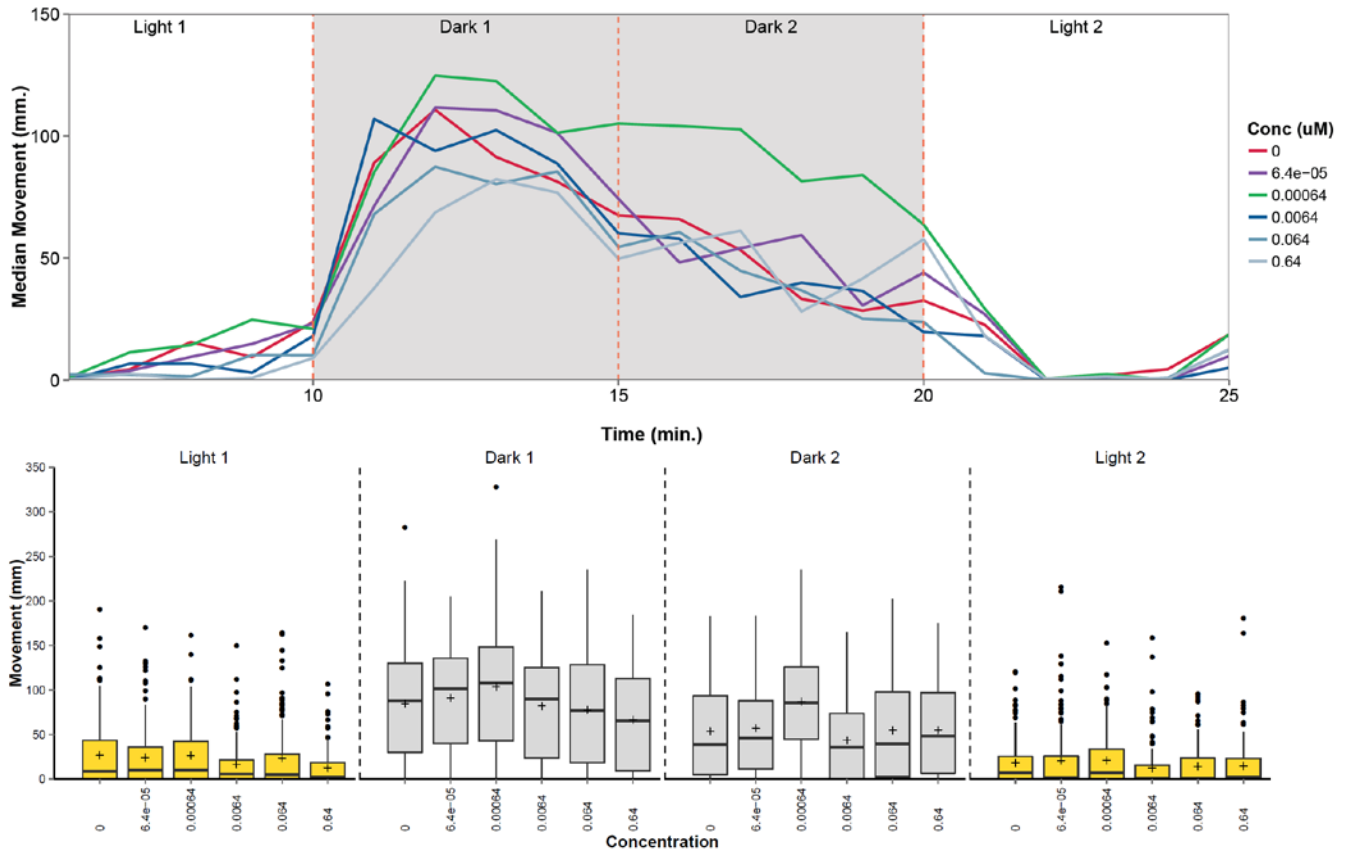 Light 1 Dark 1 Dark 2 Light 2
150
100
50
0
Median Movement (mm.)
10 15 20 25
Time (min.)
Conc (uM)
0
6.4e−05
0.00064
0.0064
0.064
0.64
Light 1 Dark 1 Dark 2 Light 2
350
300
250
200
150
100
50
0
Movement (mm)
0 6.4e−05 0.00064 0.0064 0.064 0.64 0 6.4e−05 0.00064 0.0064 0.064 0.64 0 6.4e−05 0.00064 0.0064 0.064 0.64 0 6.4e−05 0.00064 0.0064 0.064 0.64
Concentration